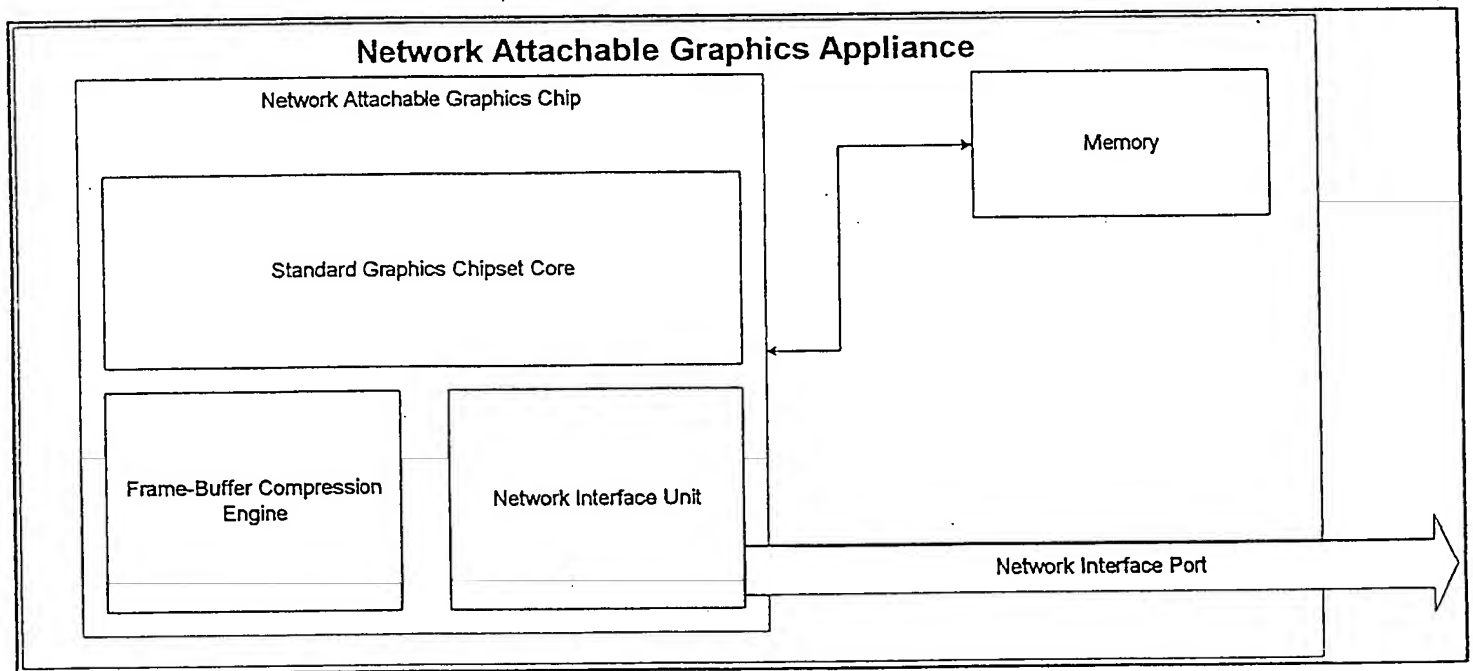 Network Attachable Graphics Appliance
Network Attachable Graphics Chip
Memory
Standard Graphics Chipset Core
Frame-Buffer Compression
Engine
Network Interface Unit
Network Interface Port